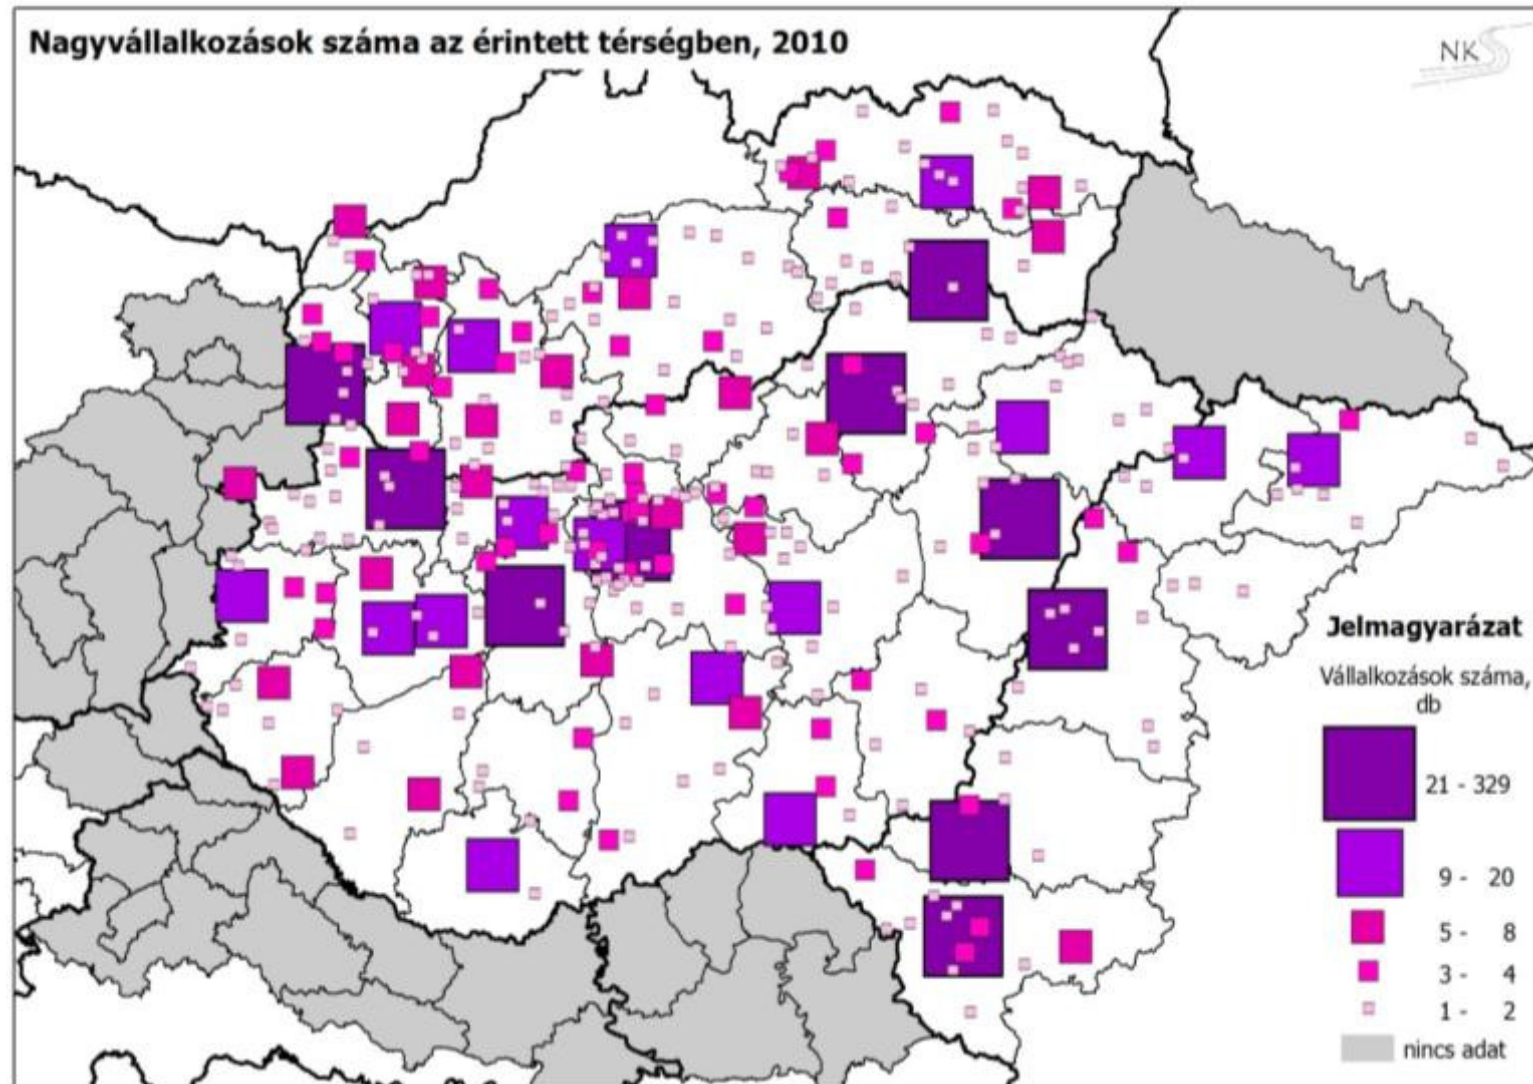 Nagyvállalkozások száma az érintett térségben, 2010
NK
Jelmagyarázat
Vállalkozások száma,
db
21 - 329
9 - 20
5 - 8
3 - 4
1 - 2
nincs adat